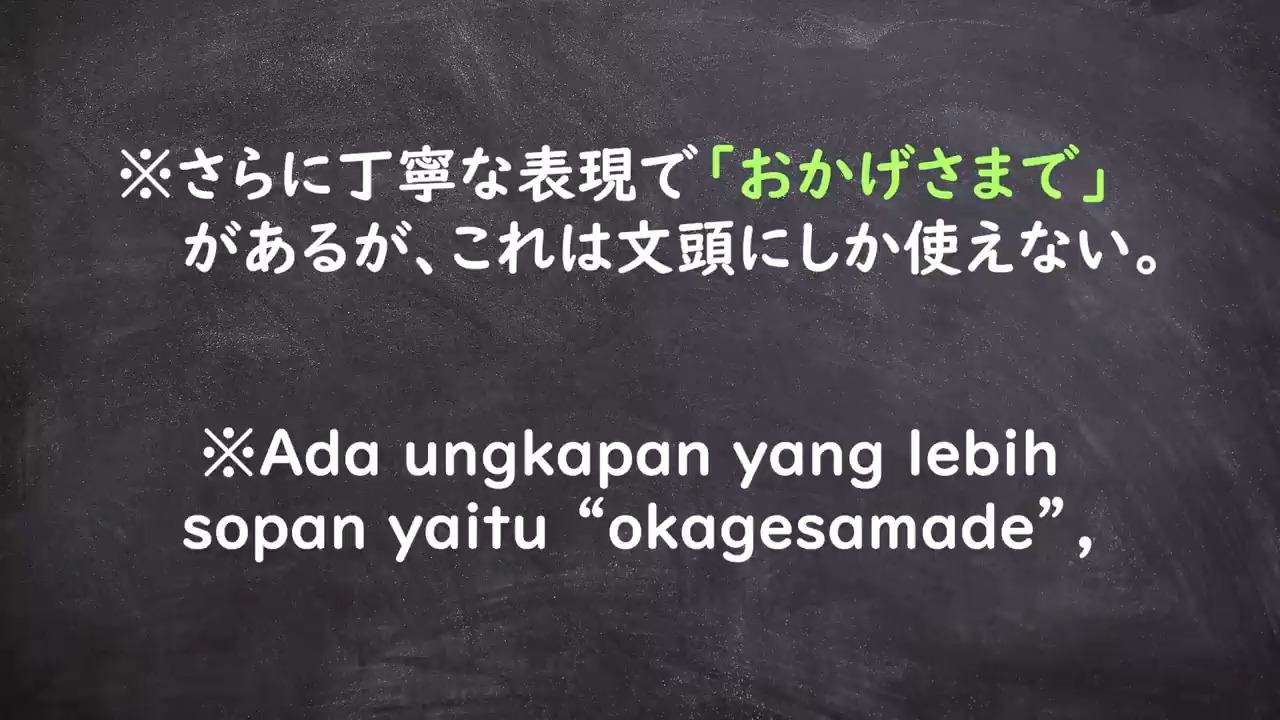 ※さらに丁寧な表現で「おかげさまで」
があるが、これは文頭にしか使えない。
※Ada ungkapan yang lebih
sopan yaitu “okagesamade”,